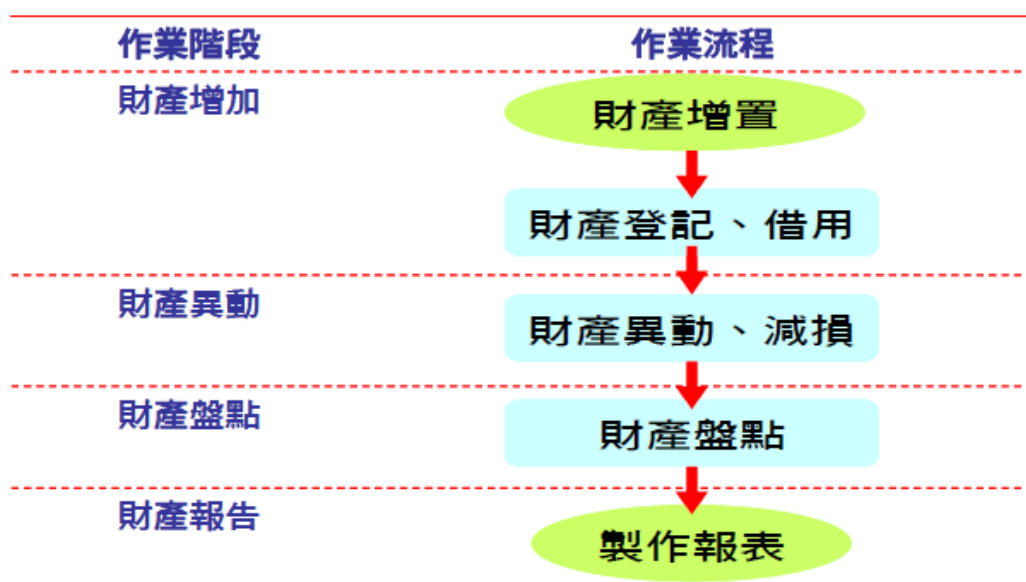 作業階段 作業流程
財產增加
財產增置
財產登記、借用
財產異動
財產異動、減損
財產盤點
財產盤點
財產報告
製作報表